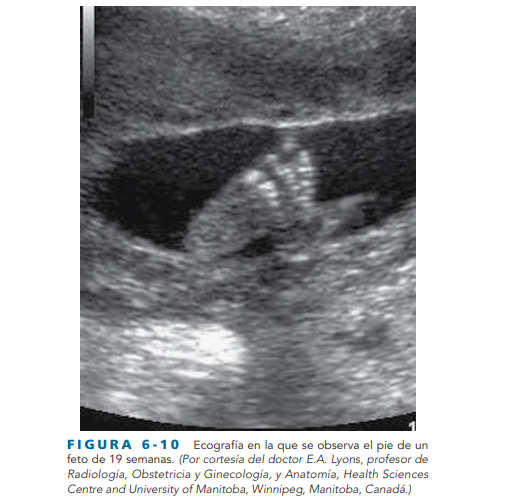 1
FIGURA 6-10 Ecografía en la que se observa el pie de un
feto de 19 semanas. (Por cortesía del doctor E.A. Lyons, profesor de
Radiología, Obstetricia y Ginecología, y Anatomía, Health Sciences
Centre and University of Manitoba, Winnipeg, Manitoba, Canadá.)